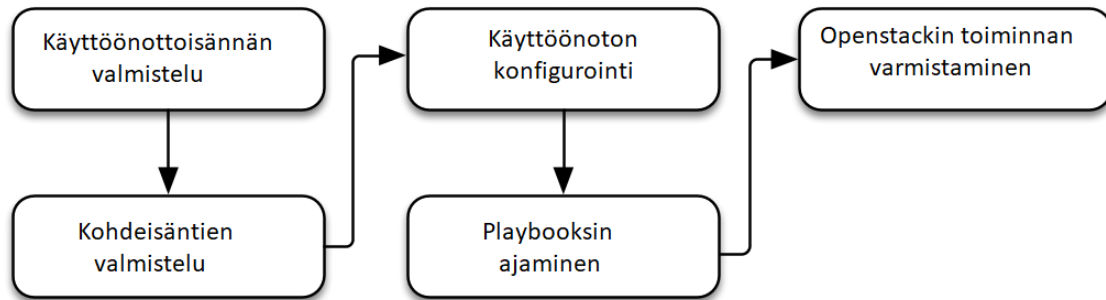 Käyttöönottoisännän
valmistelu
Kohdeisäntien
valmistelu
Käyttöönoton
konfigurointi
Playbooksin
ajaminen
Openstackin toiminnan
varmistaminen